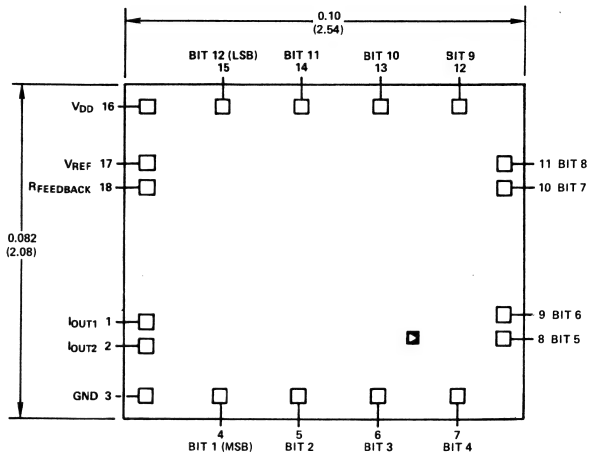 0.10
(2.54)
BIT 12 (LSB) BIT 11 BIT 10 BIT 9
15 14 13 12
VDD 16
VREF 17
RFEEDBACK 18
11 BIT 8
10 BIT 7
0.082
(2.08)
IOUT1 1
IOUT2 2
GND 3
9 BIT 6
8 BIT 5
4 5 6 7
BIT 1 (MSB) BIT 2 BIT 3 BIT 4